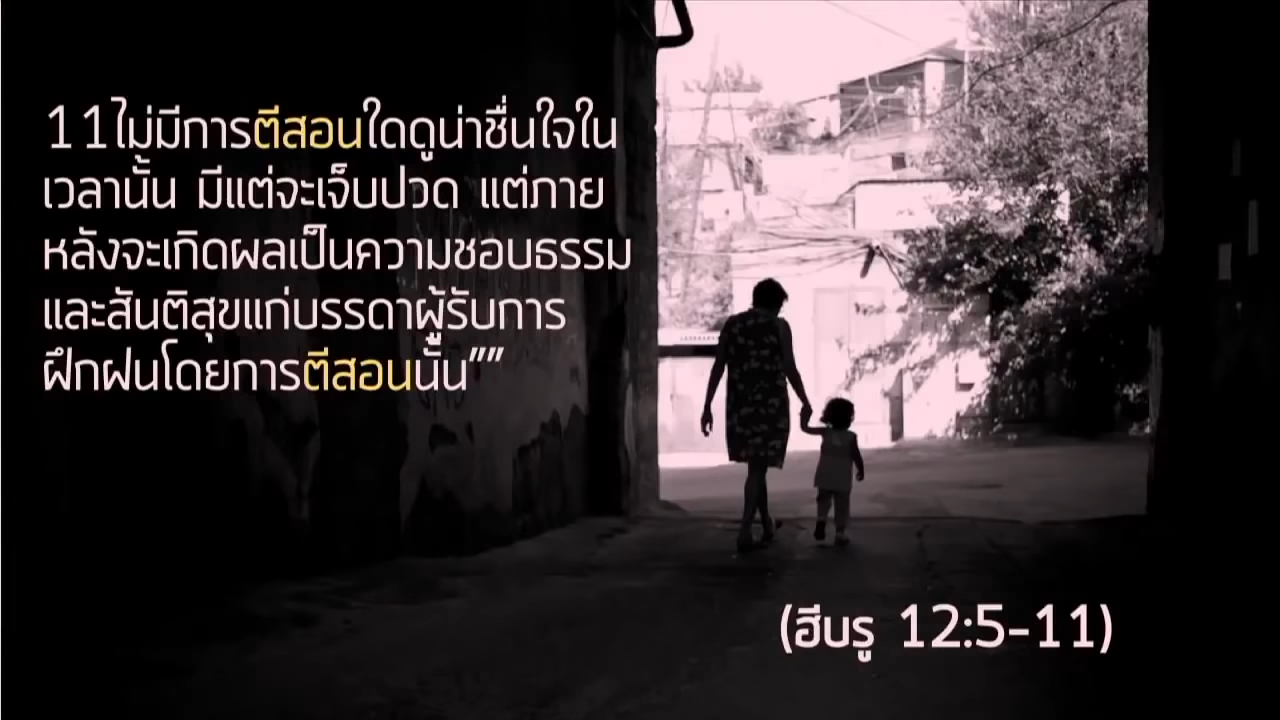 11ไม่มีการตีสอนใดดูน่าชื่นใจใน
เวลานั้น มีแต่จะเจ็บปวด แต่ภาย
หลังจะเกิดผลเป็นความชอบธรรม
และสันติสุขแก่บรรดาผู้รับการ
ฝึกฝนโดยการตีสอนนั้น””
(ฮีบรู 12:5-11)